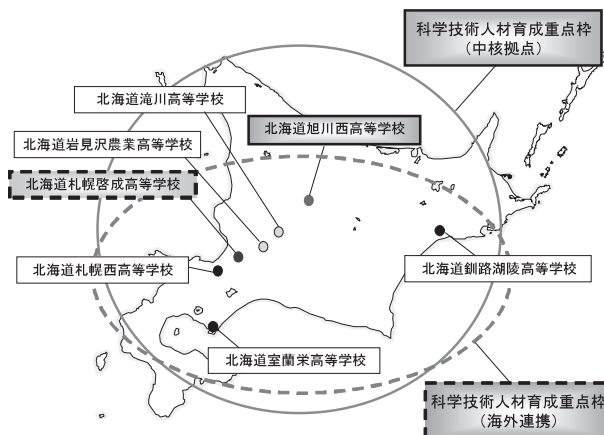 科学技術人材育成重点枠
（中核拠点）
北海道滝川高等学校
北海道旭川西高等学校
北海道岩見沢農業高等学校
北海道札幌啓成高等学校
北海道札幌西高等学校
北海道釧路湖陵高等学校
北海道室蘭栄高等学校
科学技術人材育成重点枠
（海外連携）